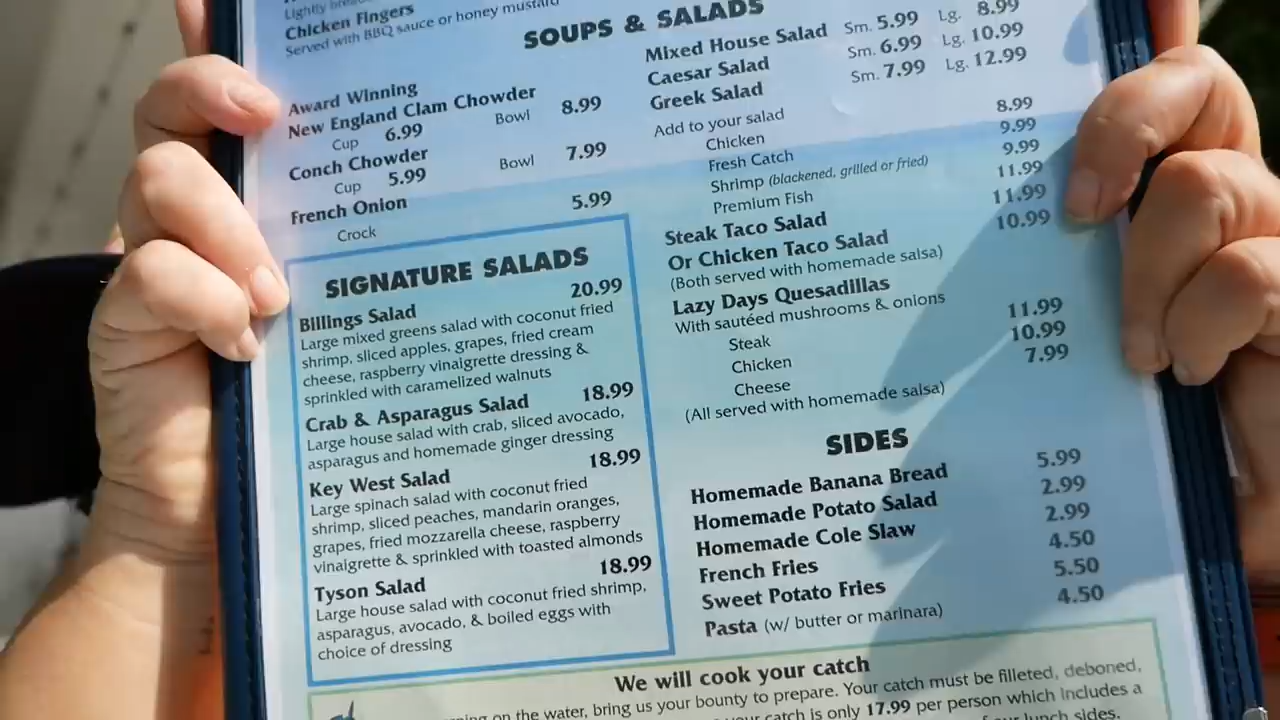 Lightly
Chicken Fingers
Served with BBQ sauce or honey mustard
SOUPS & SALADS
Award Winning
New England Clam Chowder
Cup 6.99 Bowl 8.99
Conch Chowder
Cup 5.99 Bowl 7.99
French Onion
Crock 5.99
SIGNATURE SALADS
Billings Salad 20.99
Large mixed greens salad with coconut fried
shrimp, sliced apples, grapes, fried cream
cheese, raspberry vinaigrette dressing &
sprinkled with caramelized walnuts
Crab & Asparagus Salad 18.99
Large house salad with crab, sliced avocado,
asparagus and homemade ginger dressing
Key West Salad 18.99
Large spinach salad with coconut fried
shrimp, sliced peaches, mandarin oranges,
grapes, fried mozzarella cheese, raspberry
vinaigrette & sprinkled with toasted almonds
Tyson Salad 18.99
Large house salad with coconut fried shrimp,
asparagus, avocado, & boiled eggs with
choice of dressing
Mixed House Salad Sm. 5.99 Lg. 8.99
Caesar Salad Sm. 6.99 Lg. 10.99
Greek Salad Sm. 7.99 Lg. 12.99
Add to your salad
Chicken 8.99
Fresh Catch 9.99
Shrimp (blackened, grilled or fried) 9.99
Premium Fish 11.99
Steak Taco Salad 11.99
Or Chicken Taco Salad 10.99
(Both served with homemade salsa)
Lazy Days Quesadillas
With sautéed mushrooms & onions
Steak 11.99
Chicken 10.99
Cheese 7.99
(All served with homemade salsa)
SIDES
Homemade Banana Bread 5.99
Homemade Potato Salad 2.99
Homemade Cole Slaw 2.99
French Fries 4.50
Sweet Potato Fries 5.50
Pasta (w/ butter or marinara) 4.50
We will cook your catch
on the water, bring us your bounty to prepare. Your catch must be filleted, deboned,
catch is only 17.99 per person which includes a
lunch sides.